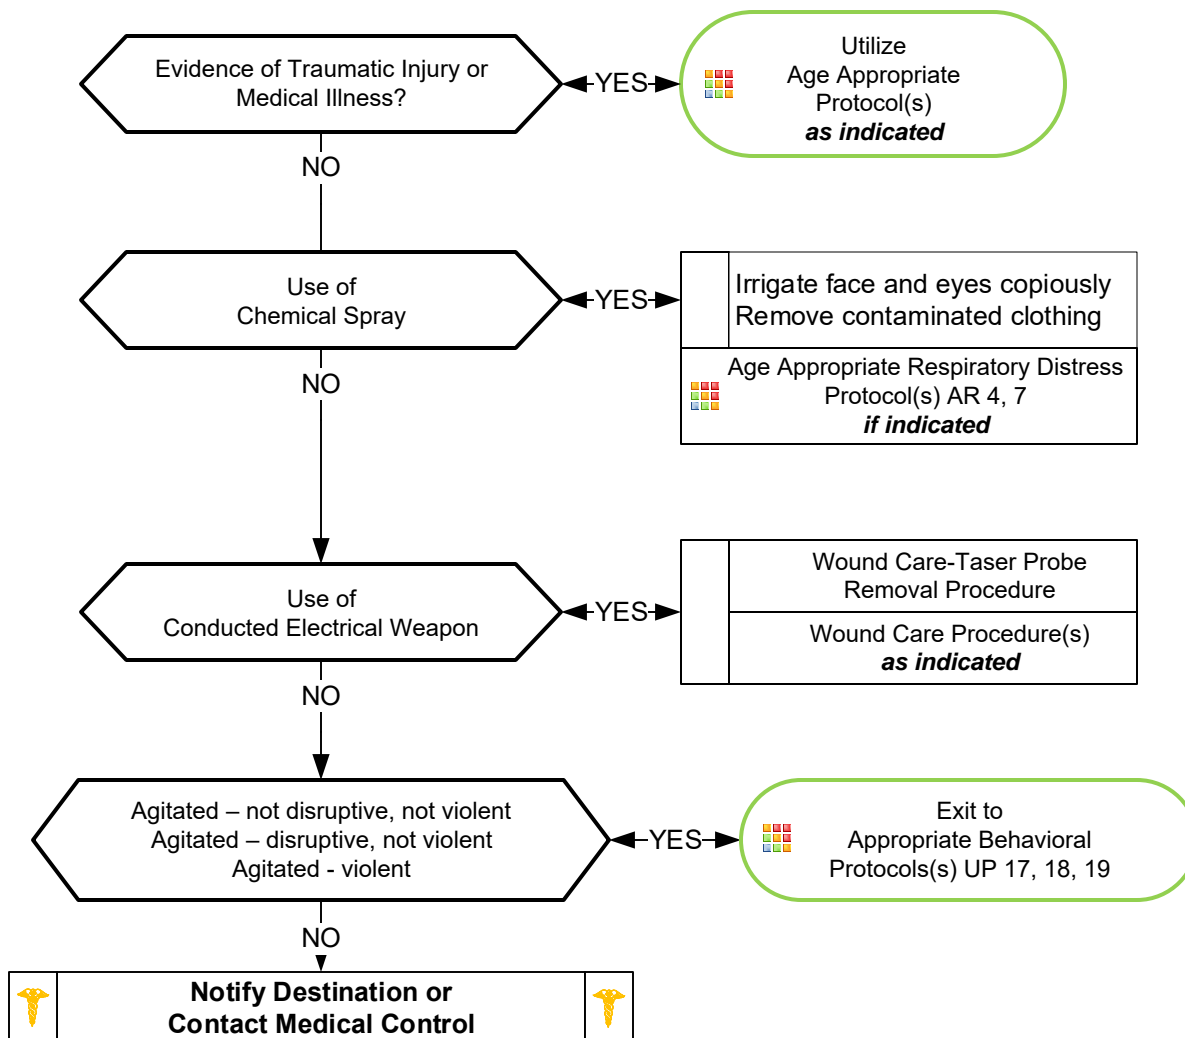 Evidence of Traumatic Injury or
Medical Illness?
YES
Utilize
Age Appropriate
Protocol(s)
as indicated
NO
Use of
Chemical Spray
YES
Irrigate face and eyes copiously
Remove contaminated clothing
Age Appropriate Respiratory Distress
Protocol(s) AR 4, 7
if indicated
NO
Use of
Conducted Electrical Weapon
YES
Wound Care-Taser Probe
Removal Procedure
Wound Care Procedure(s)
as indicated
NO
Agitated – not disruptive, not violent
Agitated – disruptive, not violent
Agitated - violent
YES
Exit to
Appropriate Behavioral
Protocols(s) UP 17, 18, 19
NO
Notify Destination or
Contact Medical Control